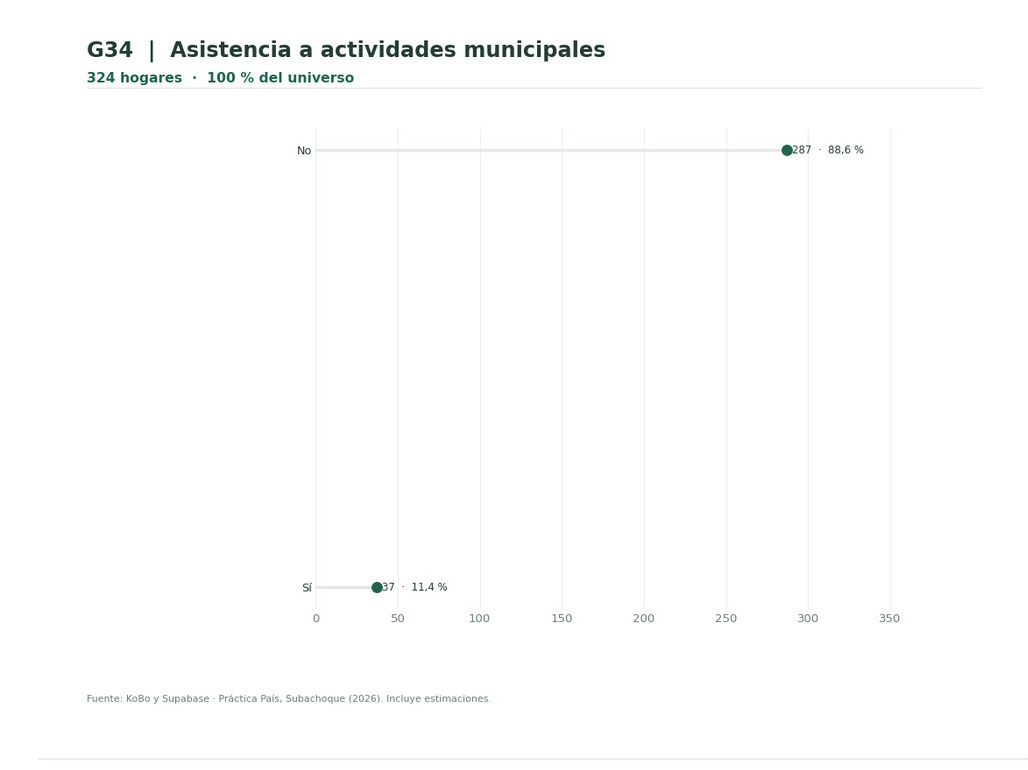 G34 | Asistencia a actividades municipales
324 hogares · 100 % del universo
No 287 · 88,6 %
Sí 37 · 11,4 %
0 50 100 150 200 250 300 350
Fuente: KoBo y Supabase · Práctica País, Subachoque (2026). Incluye estimaciones.